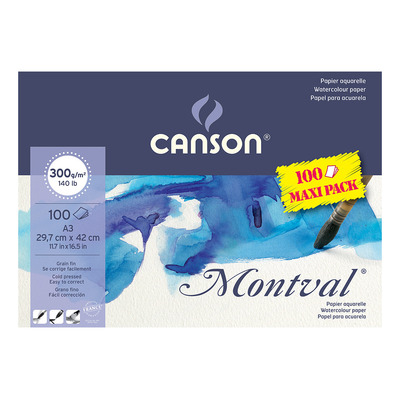 Papier aquarelle
Watercolour paper
Papel para acuarela
CANSON®
100
MAXI PACK
300g/m²
140 lb
100
A3
29,7 cm x 42 cm
11.7 in x 16.5 in
Grain fin
Se corrige facilement
Cold pressed
Easy to correct
Grano fino
Fácil corrección
FRANCE
Montval®
Papier aquarelle
Watercolour paper
Papel para acuarela